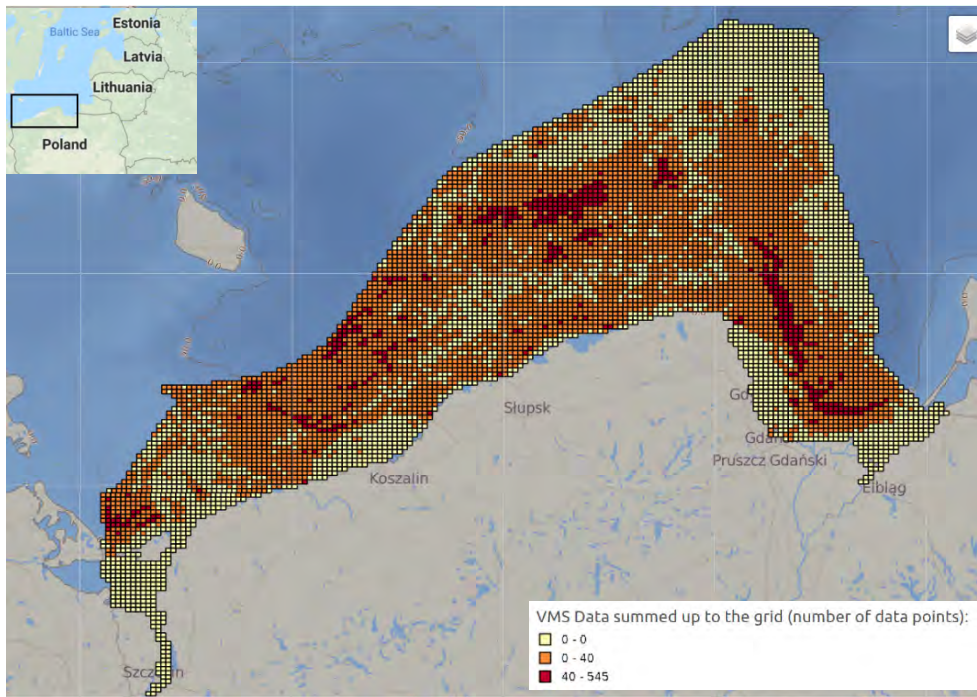 Estonia
Baltic Sea
Latvia
Lithuania
Poland
Słupsk
Koszalin
Pruszcz Gdański
Elbląg
VMS Data summed up to the grid (number of data points):
0 - 0
0 - 40
40 - 545